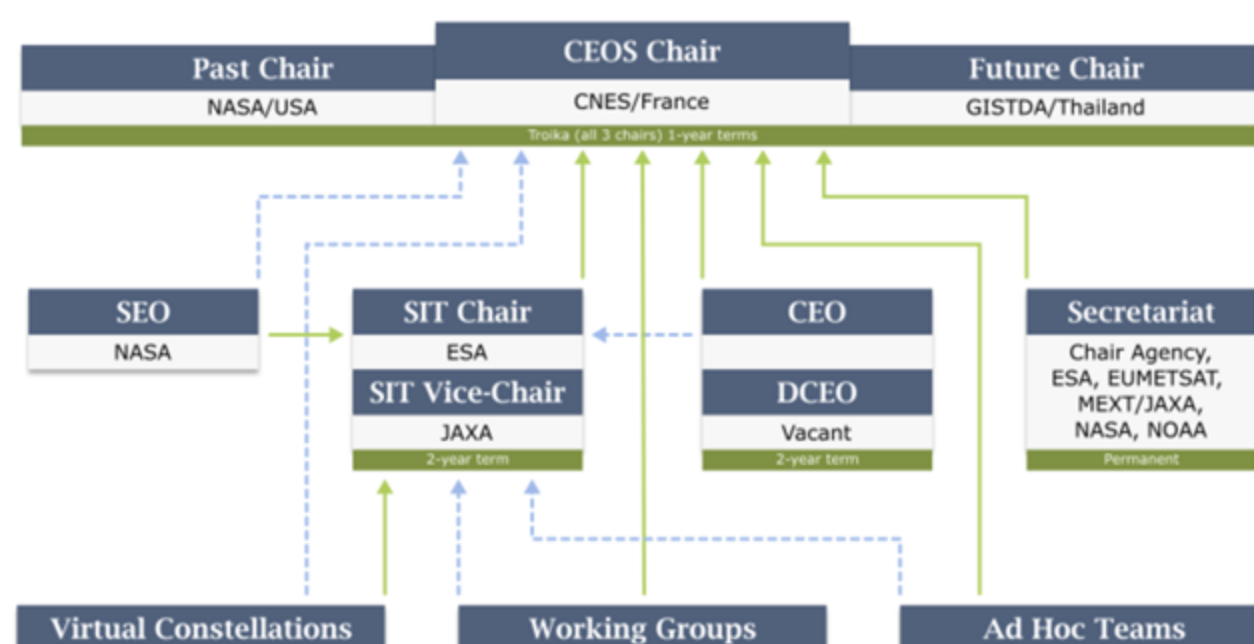 CEOS Chair
Past Chair
Future Chair
NASA/USA
CNES/France
GISTDA/Thailand
Troika (all 3 chairs) 1-year terms
SEO
NASA
SIT Chair
ESA
SIT Vice-Chair
JAXA
2-year term
CEO
DCEO
Vacant
2-year term
Secretariat
Chair Agency,
ESA, EUMETSAT,
MEXT/JAXA,
NASA, NOAA
Permanent
Virtual Constellations
Working Groups
Ad Hoc Teams